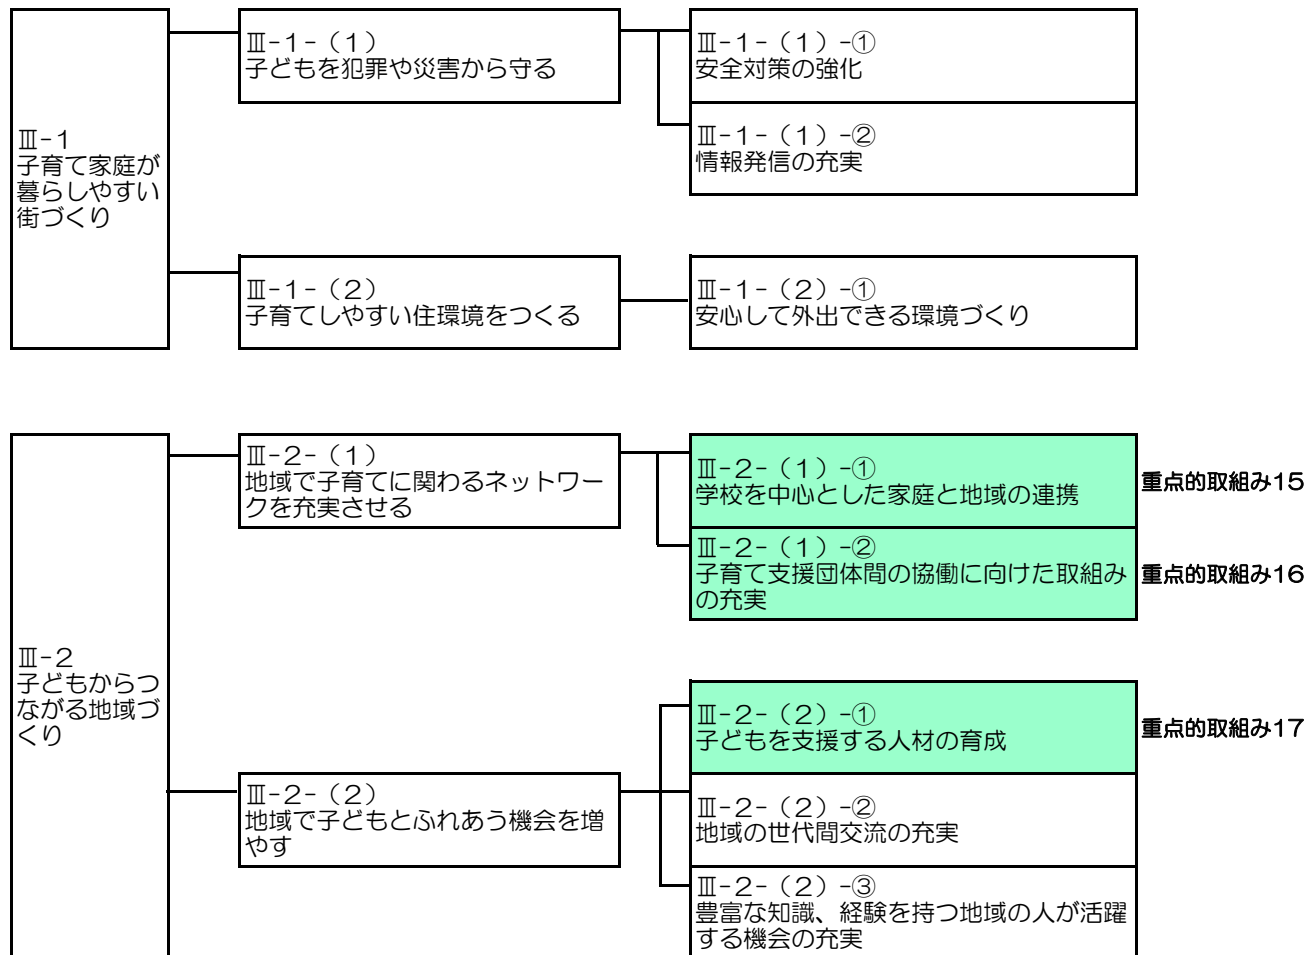 Ⅲ-1
子育て家庭が
暮らしやすい
街づくり
Ⅲ-1-（1）
子どもを犯罪や災害から守る
Ⅲ-1-（1）-①
安全対策の強化
Ⅲ-1-（1）-②
情報発信の充実
Ⅲ-1-（2）
子育てしやすい住環境をつくる
Ⅲ-1-（2）-①
安心して外出できる環境づくり
Ⅲ-2
子どもからつ
ながる地域づ
くり
Ⅲ-2-（1）
地域で子育てに関わるネットワー
クを充実させる
Ⅲ-2-（1）-①
学校を中心とした家庭と地域の連携
重点的取組み15
Ⅲ-2-（1）-②
子育て支援団体間の協働に向けた取組み
の充実
重点的取組み16
Ⅲ-2-（2）
地域で子どもとふれあう機会を増
やす
Ⅲ-2-（2）-①
子どもを支援する人材の育成
重点的取組み17
Ⅲ-2-（2）-②
地域の世代間交流の充実
Ⅲ-2-（2）-③
豊富な知識、経験を持つ地域の人が活躍
する機会の充実